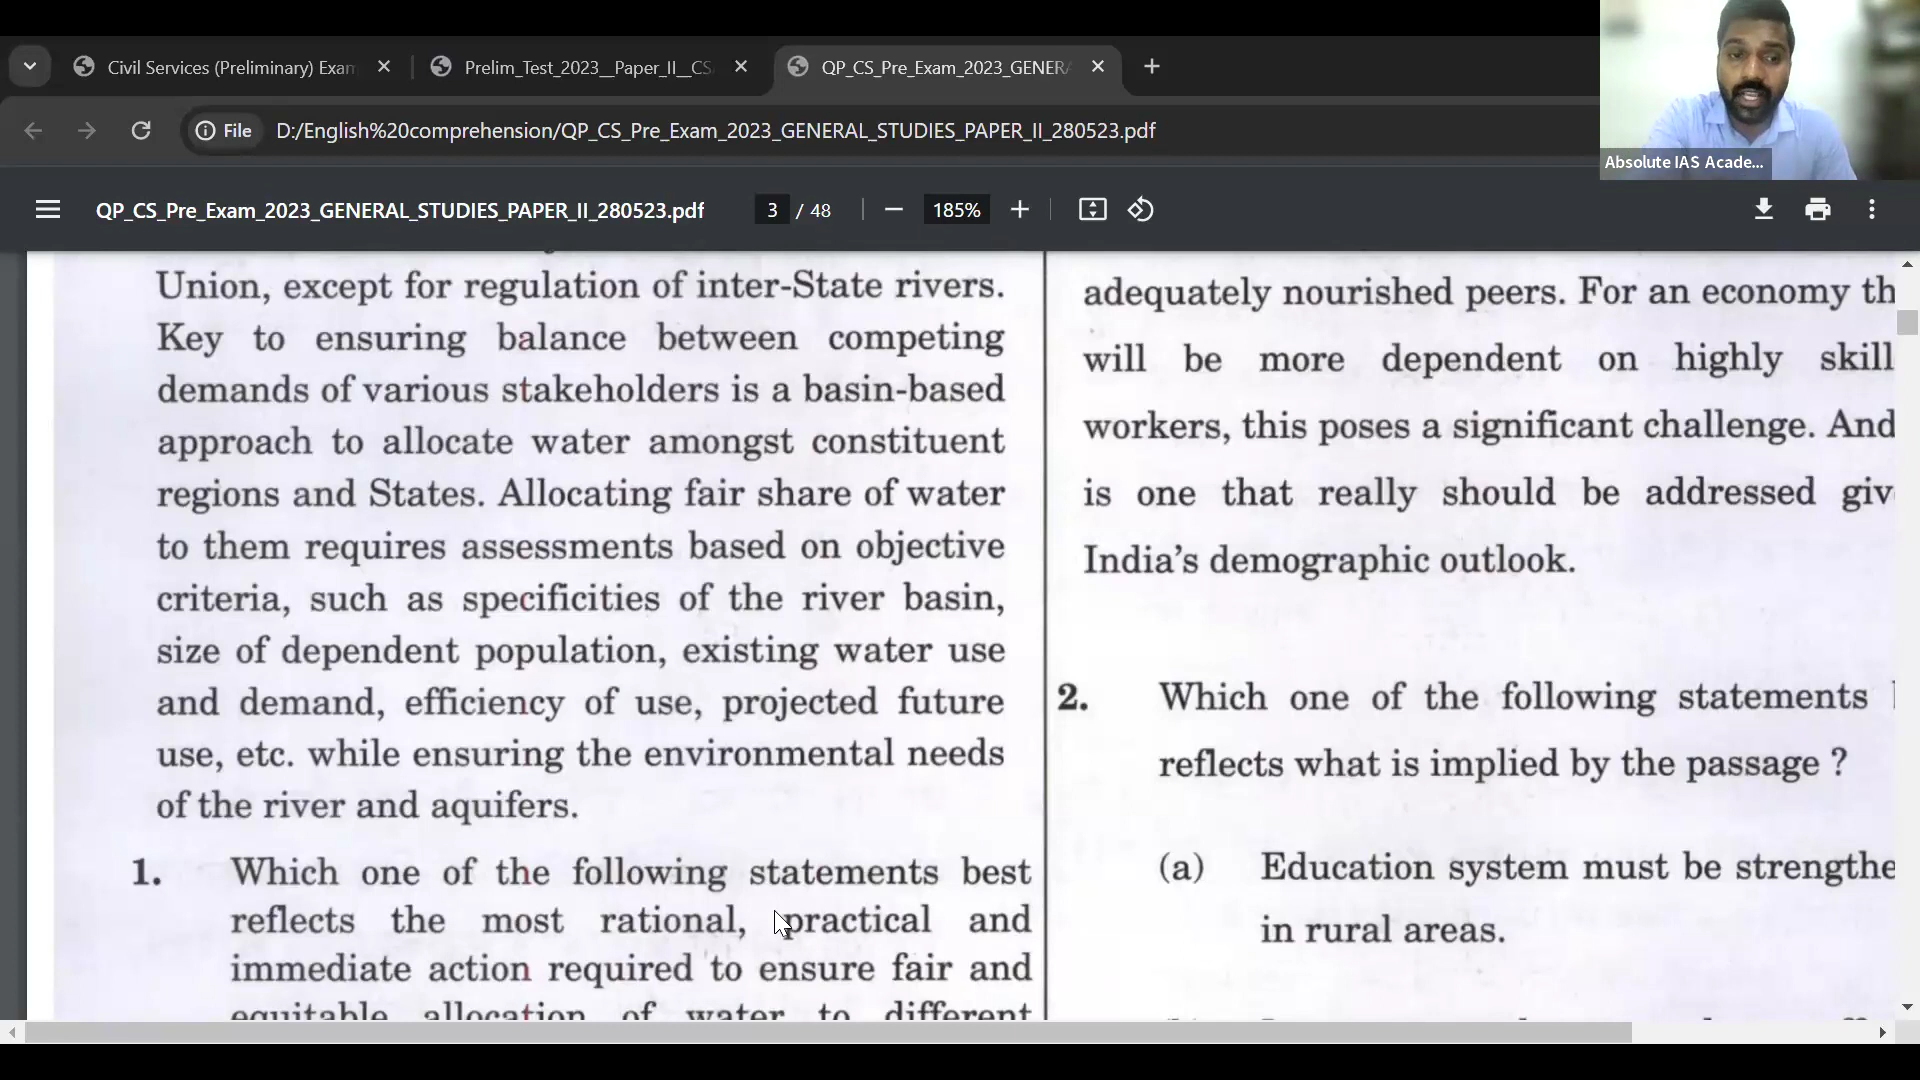 Civil Services (Preliminary) Exam
Prelim_Test_2023__Paper_II__CS
QP_CS_Pre_Exam_2023_GENERA
File
D:/English%20comprehension/QP_CS_Pre_Exam_2023_GENERAL_STUDIES_PAPER_II_280523.pdf
Absolute IAS Acade...
QP_CS_Pre_Exam_2023_GENERAL_STUDIES_PAPER_II_280523.pdf
3 / 48
185%
Union, except for regulation of inter-State rivers.
Key to ensuring balance between competing
demands of various stakeholders is a basin-based
approach to allocate water amongst constituent
regions and States. Allocating fair share of water
to them requires assessments based on objective
criteria, such as specificities of the river basin,
size of dependent population, existing water use
and demand, efficiency of use, projected future
use, etc. while ensuring the environmental needs
of the river and aquifers.
1. Which one of the following statements best
reflects the most rational, practical and
immediate action required to ensure fair and
equitable allocation of water to different
adequately nourished peers. For an economy th
will be more dependent on highly skill
workers, this poses a significant challenge. And
is one that really should be addressed giv
India's demographic outlook.
2. Which one of the following statements
reflects what is implied by the passage ?
(a) Education system must be strengthe
in rural areas.